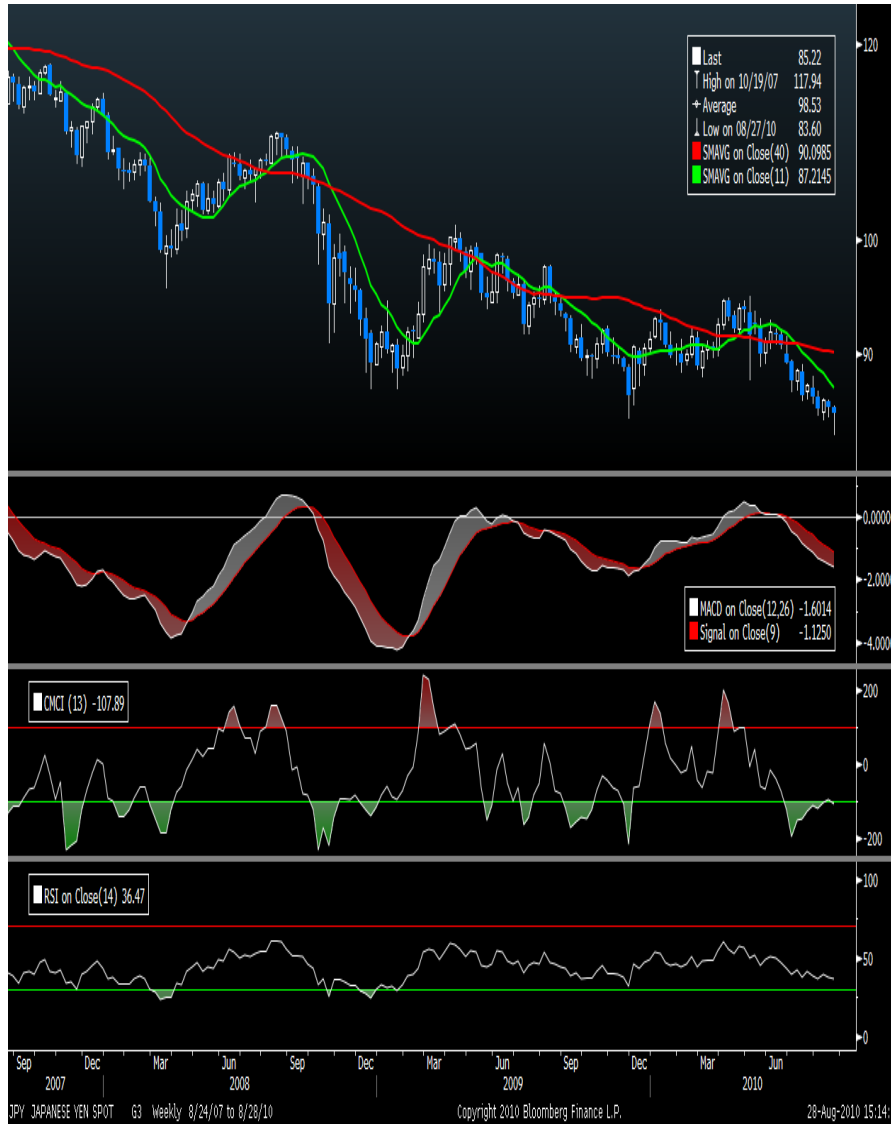 120
Last 85.22
High on 10/19/07 117.94
Average 98.53
Low on 08/27/10 83.60
SMAVG on Close(40) 90.0985
SMAVG on Close(11) 87.2145
100
90
0.0000
-2.0000
-4.0000
MACD on Close(12,26) -1.6014
Signal on Close(9) -1.1250
CMCI (13) -107.89
200
0
-200
RSI on Close(14) 36.47
100
50
0
Sep Dec Mar Jun Sep Dec Mar Jun Sep Dec Mar Jun
2007 2008 2009 2010
JPY JAPANESE YEN SPOT G3 Weekly 8/24/07 to 8/28/10 Copyright 2010 Bloomberg Finance L.P. 28-Aug-2010 15:14: